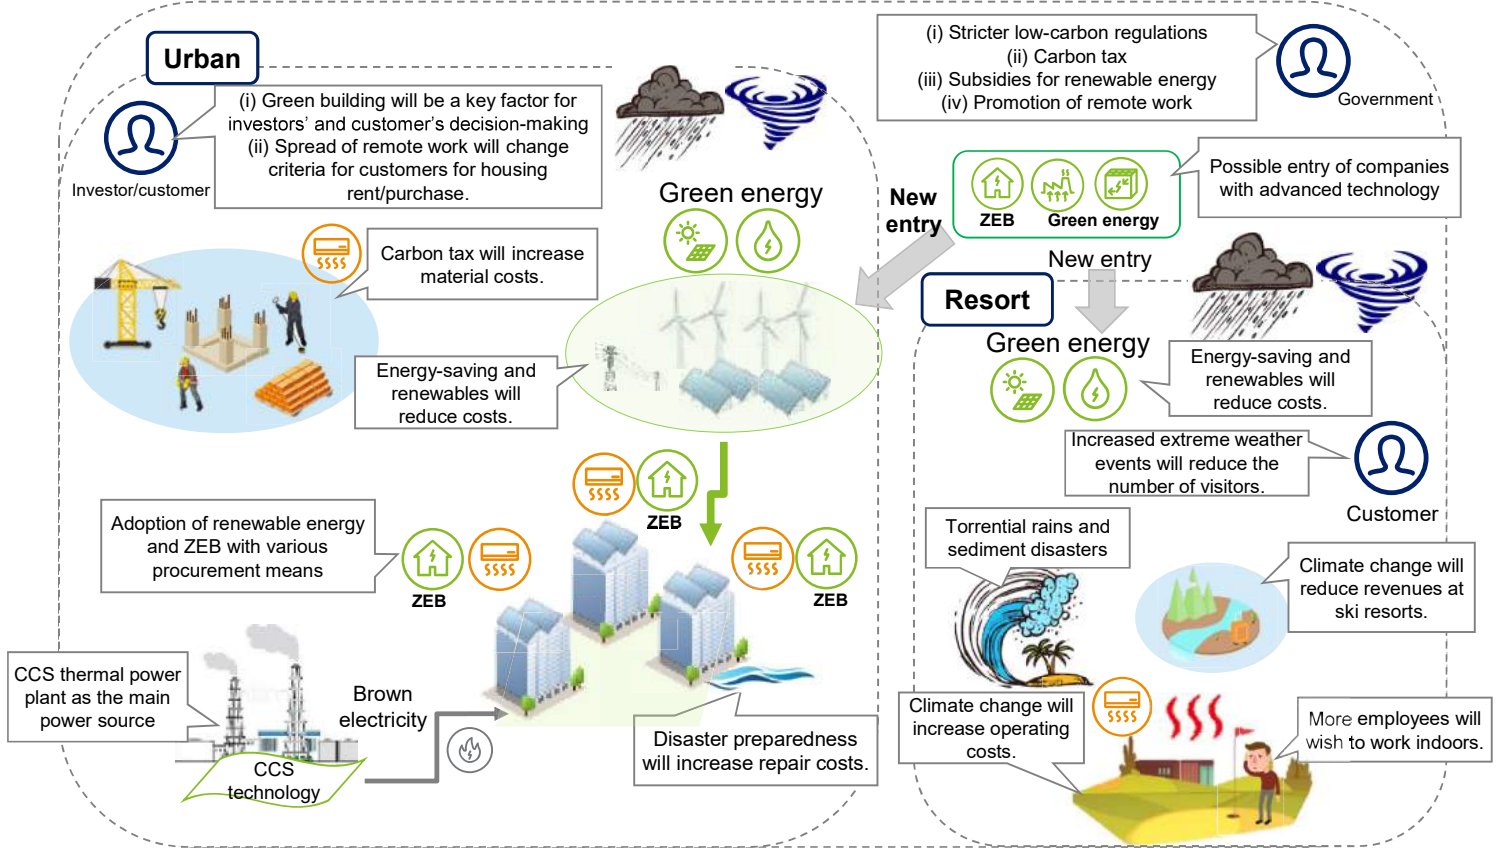 Urban
(i) Green building will be a key factor for
investors’ and customer’s decision-making
(ii) Spread of remote work will change
criteria for customers for housing
rent/purchase.
Investor/customer
(i) Stricter low-carbon regulations
(ii) Carbon tax
(iii) Subsidies for renewable energy
(iv) Promotion of remote work
Government
Possible entry of companies
with advanced technology
ZEB
Green energy
New
entry
New entry
Green energy
Carbon tax will increase
material costs.
Energy-saving and
renewables will
reduce costs.
Adoption of renewable energy
and ZEB with various
procurement means
ZEB
ZEB
ZEB
CCS thermal power
plant as the main
power source
Brown
electricity
CCS
technology
Disaster preparedness
will increase repair costs.
Resort
Green energy
Energy-saving and
renewables will
reduce costs.
Increased extreme weather
events will reduce the
number of visitors.
Customer
Torrential rains and
sediment disasters
Climate change will
reduce revenues at
ski resorts.
Climate change will
increase operating
costs.
More employees will
wish to work indoors.